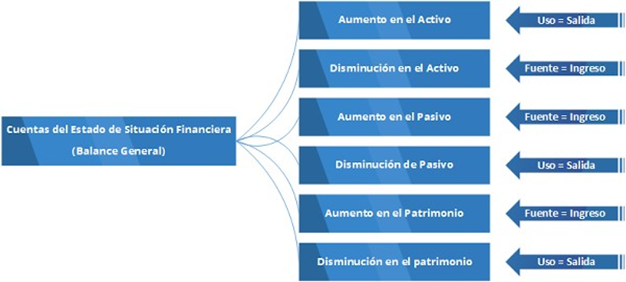 Aumento en el Activo
Uso = Salida
Disminución en el Activo
Fuente = Ingreso
Aumento en el Pasivo
Fuente = Ingreso
Cuentas del Estado de Situación Financiera
(Balance General)
Disminución de Pasivo
Uso = Salida
Aumento en el Patrimonio
Fuente = Ingreso
Disminución en el patrimonio
Uso = Salida